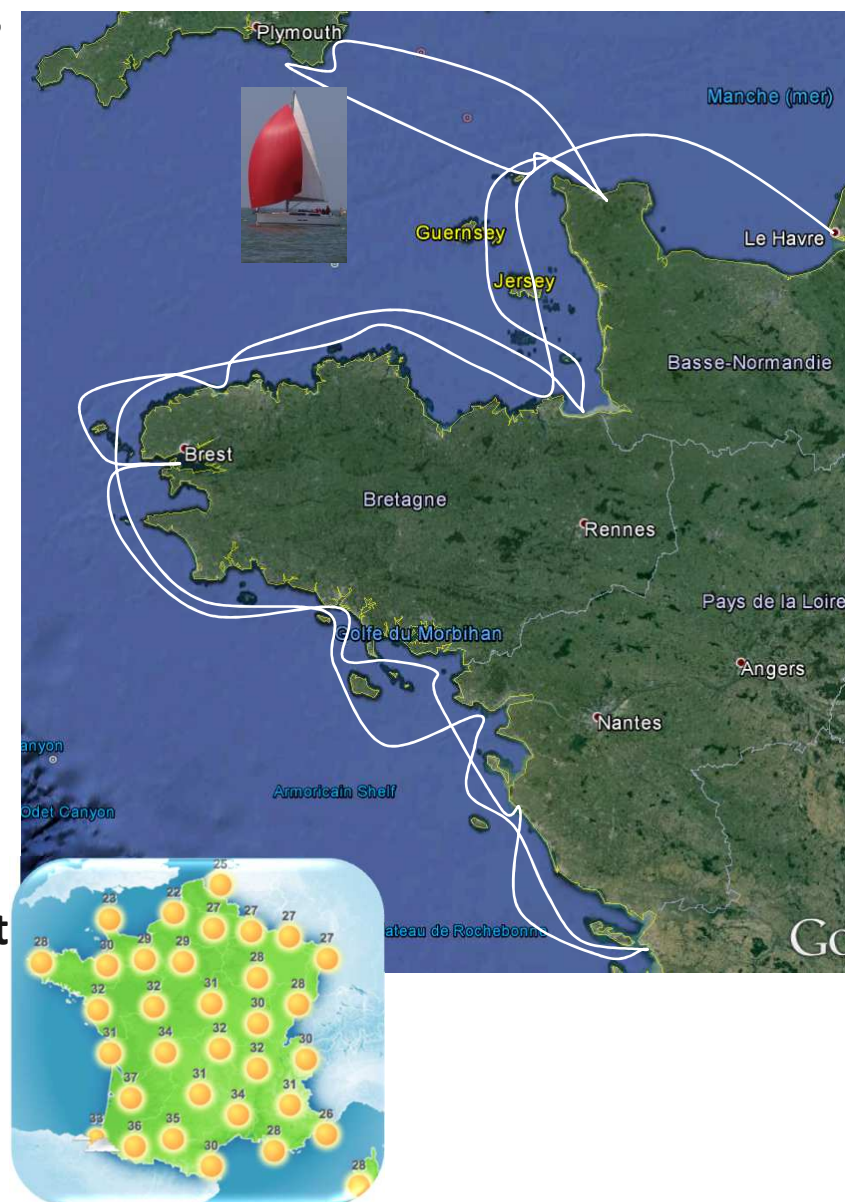 Plymouth
Manche (mer)
Guernsey
Le Havre
Jersey
Basse-Normandie
Brest
Bretagne
Rennes
Pays de la Loire
Golfe du Morbihan
Angers
Nantes
anyon
Armoricain Shelf
Odet Canyon
t
ateau de Rochebonne
Go
25
23
22
27
27
27
28
30
29
29
27
28
32
32
31
28
30
31
34
32
32
30
37
31
34
31
33
36
35
30
28
26
28